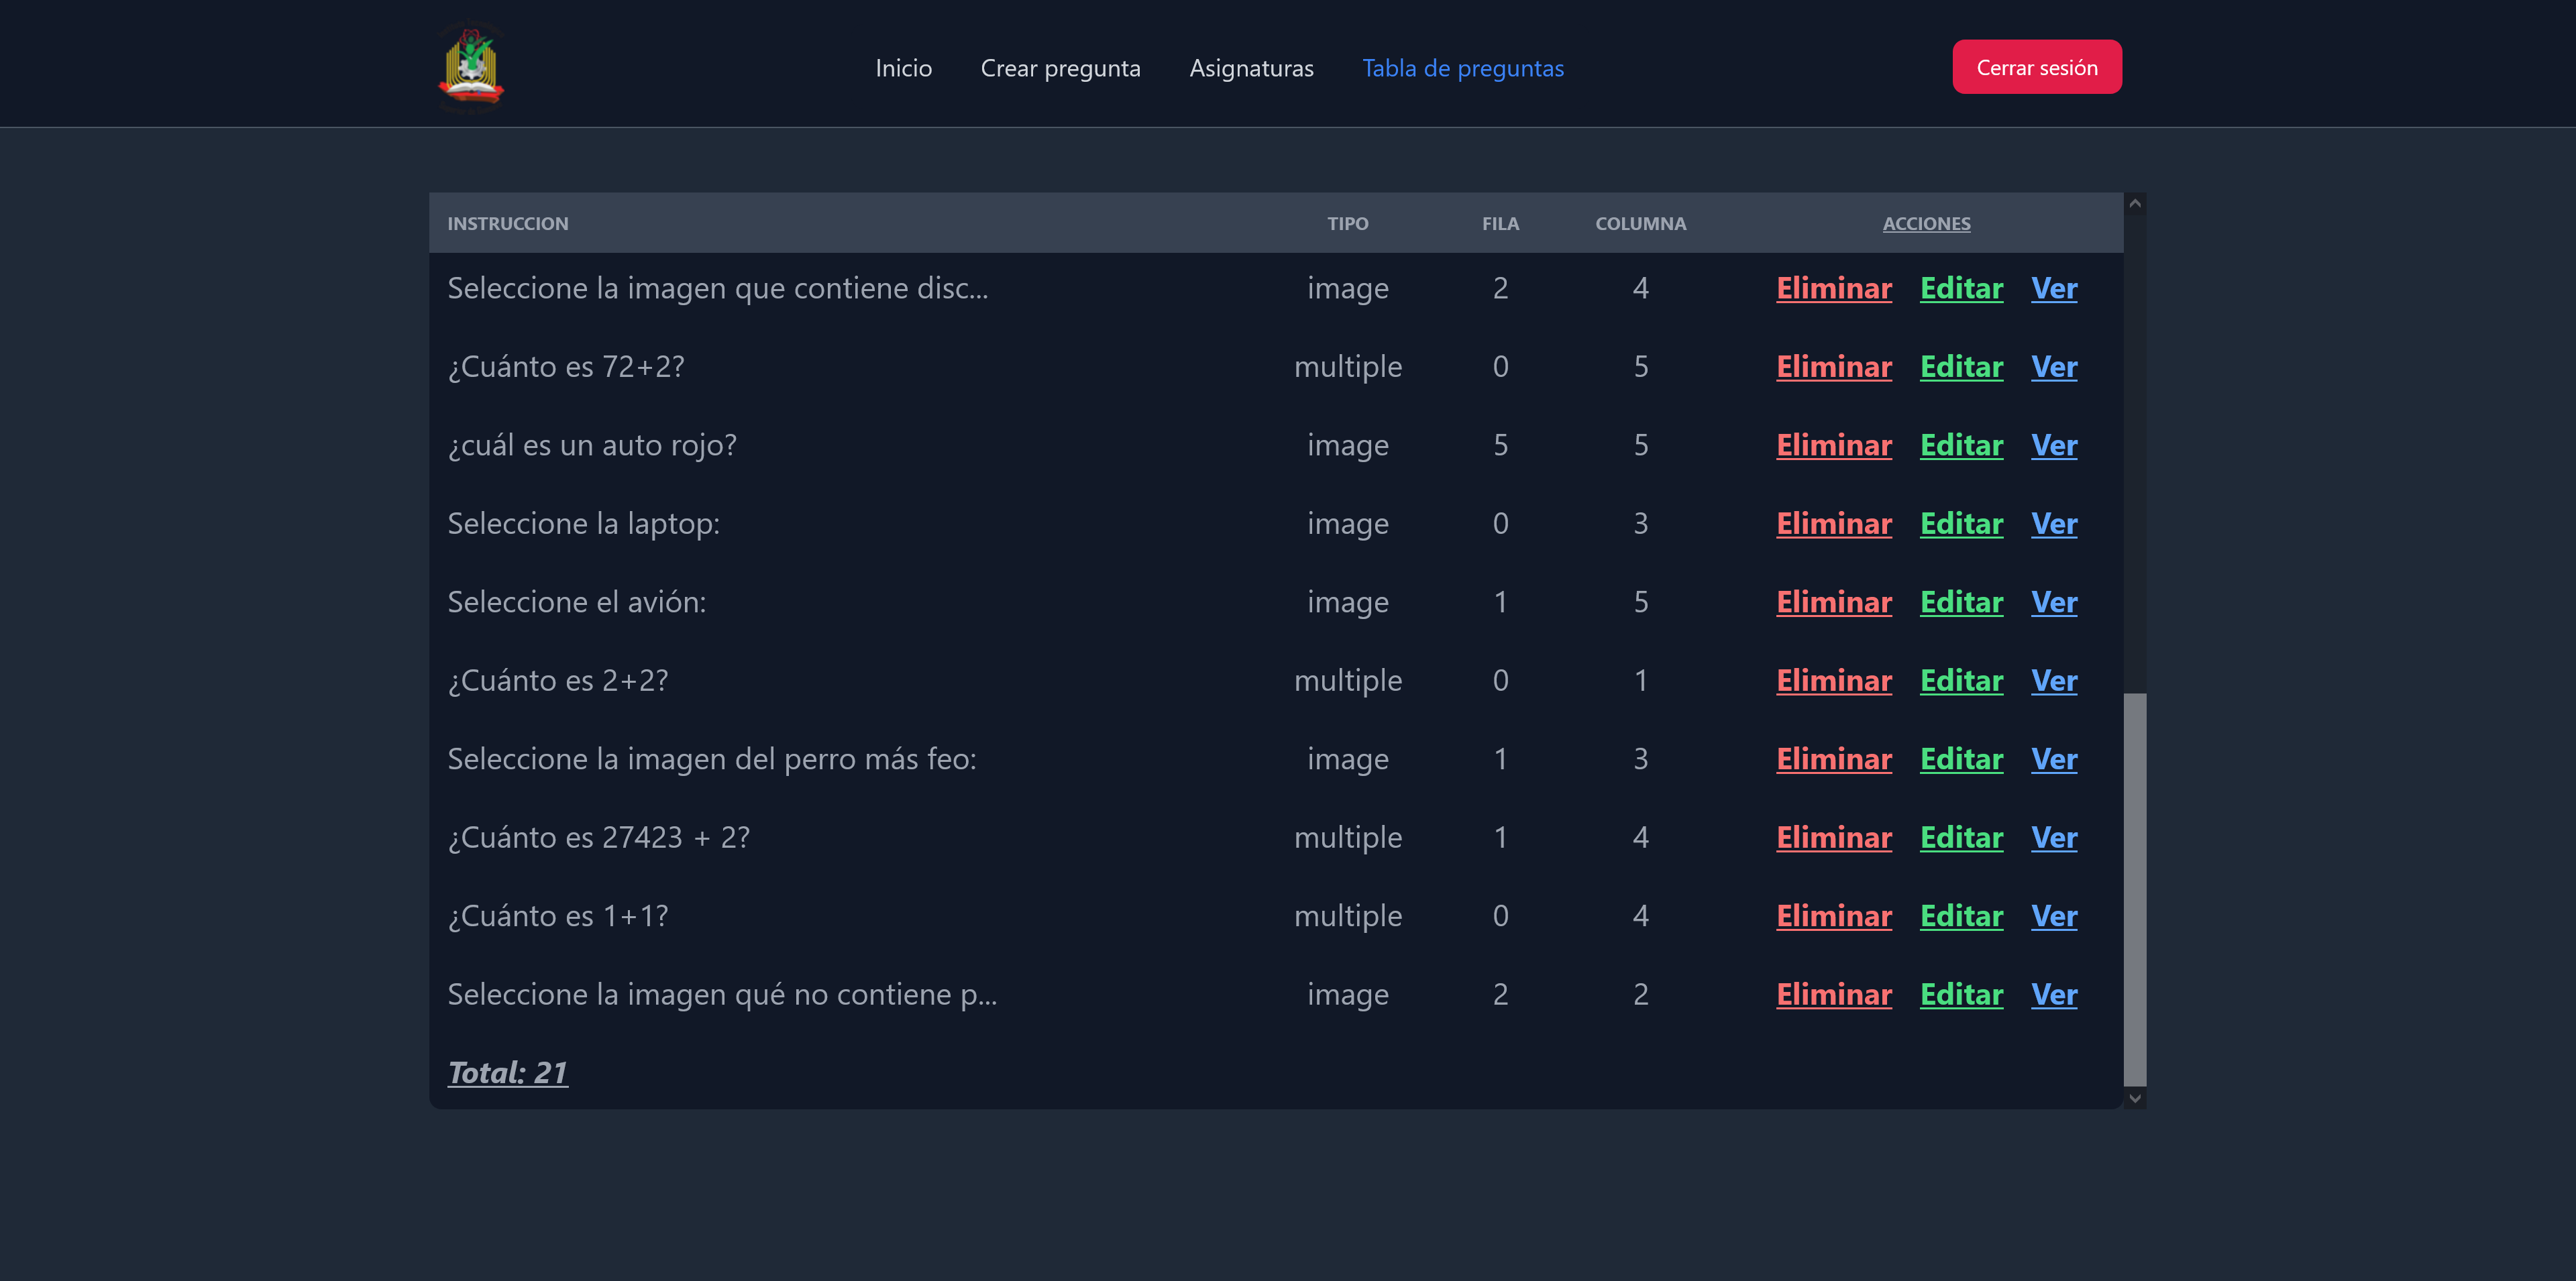 Inicio Crear pregunta Asignaturas Tabla de preguntas Cerrar sesión
INSTRUCCION TIPO FILA COLUMNA ACCIONES
Seleccione la imagen que contiene disc... image 2 4 Eliminar Editar Ver
¿Cuánto es 72+2? multiple 0 5 Eliminar Editar Ver
¿cuál es un auto rojo? image 5 5 Eliminar Editar Ver
Seleccione la laptop: image 0 3 Eliminar Editar Ver
Seleccione el avión: image 1 5 Eliminar Editar Ver
¿Cuánto es 2+2? multiple 0 1 Eliminar Editar Ver
Seleccione la imagen del perro más feo: image 1 3 Eliminar Editar Ver
¿Cuánto es 27423 + 2? multiple 1 4 Eliminar Editar Ver
¿Cuánto es 1+1? multiple 0 4 Eliminar Editar Ver
Seleccione la imagen qué no contiene p... image 2 2 Eliminar Editar Ver
Total: 21